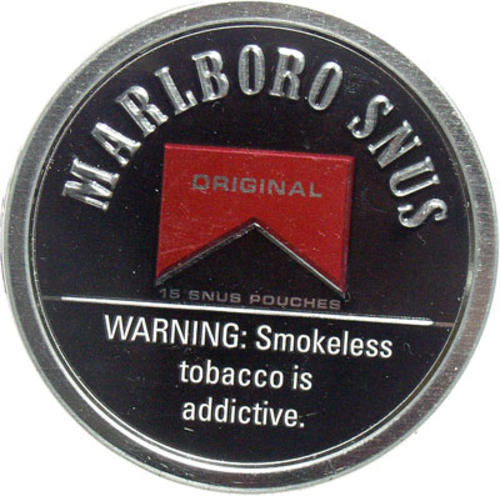 MARLBORO SNUS
ORIGINAL
15 SNUS POUCHES
WARNING: Smokeless
tobacco is
addictive.